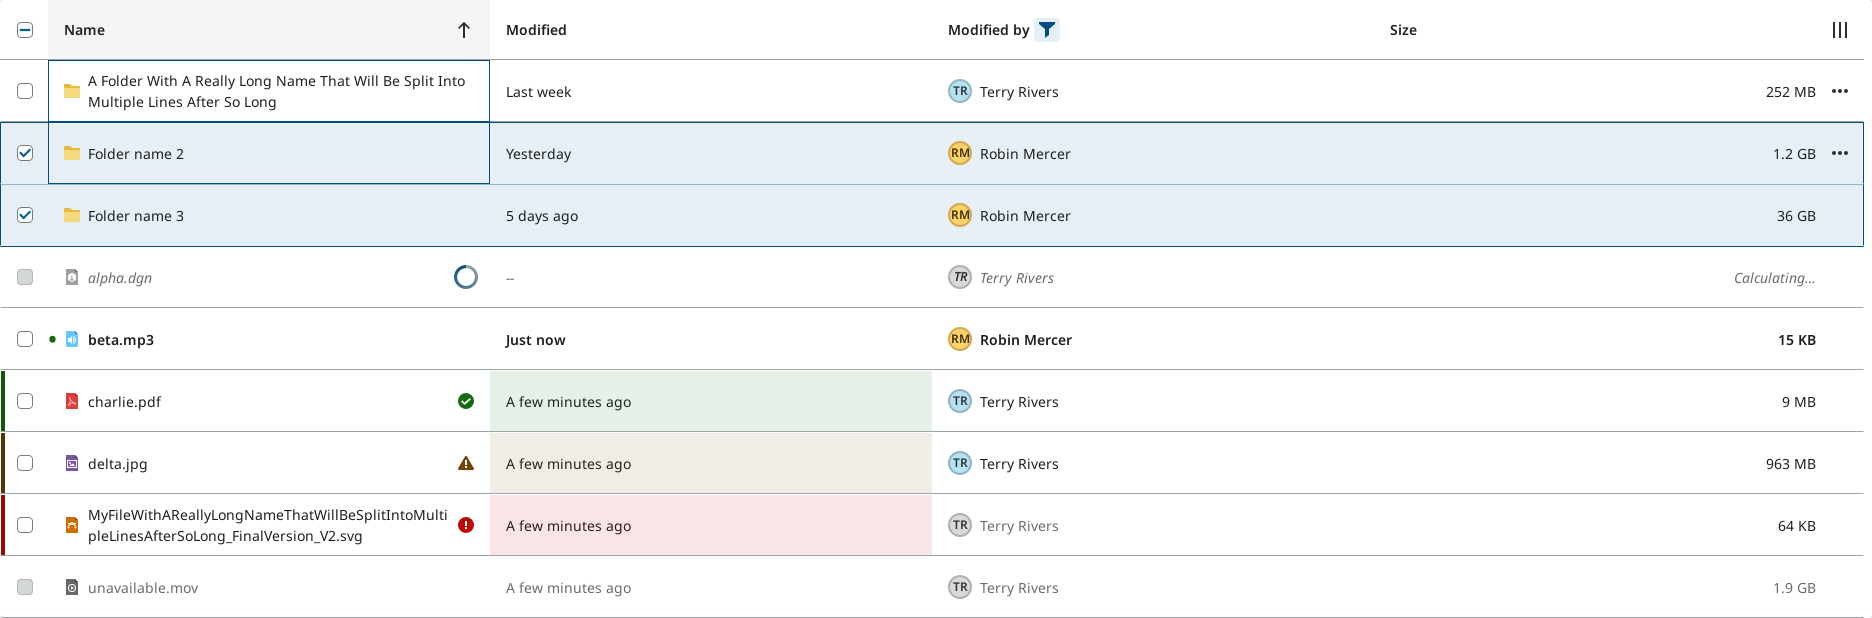 Name Modified Modified by Size
A Folder With A Really Long Name That Will Be Split Into
Multiple Lines After So Long
Last week TR Terry Rivers 252 MB
Folder name 2 Yesterday RM Robin Mercer 1.2 GB
Folder name 3 5 days ago RM Robin Mercer 36 GB
alpha.dgn -- TR Terry Rivers Calculating...
beta.mp3 Just now RM Robin Mercer 15 KB
charlie.pdf A few minutes ago TR Terry Rivers 9 MB
delta.jpg A few minutes ago TR Terry Rivers 963 MB
MyFileWithAReallyLongNameThatWillBeSplitIntoMulti
pleLinesAfterSoLong_FinalVersion_V2.svg
A few minutes ago TR Terry Rivers 64 KB
unavailable.mov A few minutes ago TR Terry Rivers 1.9 GB